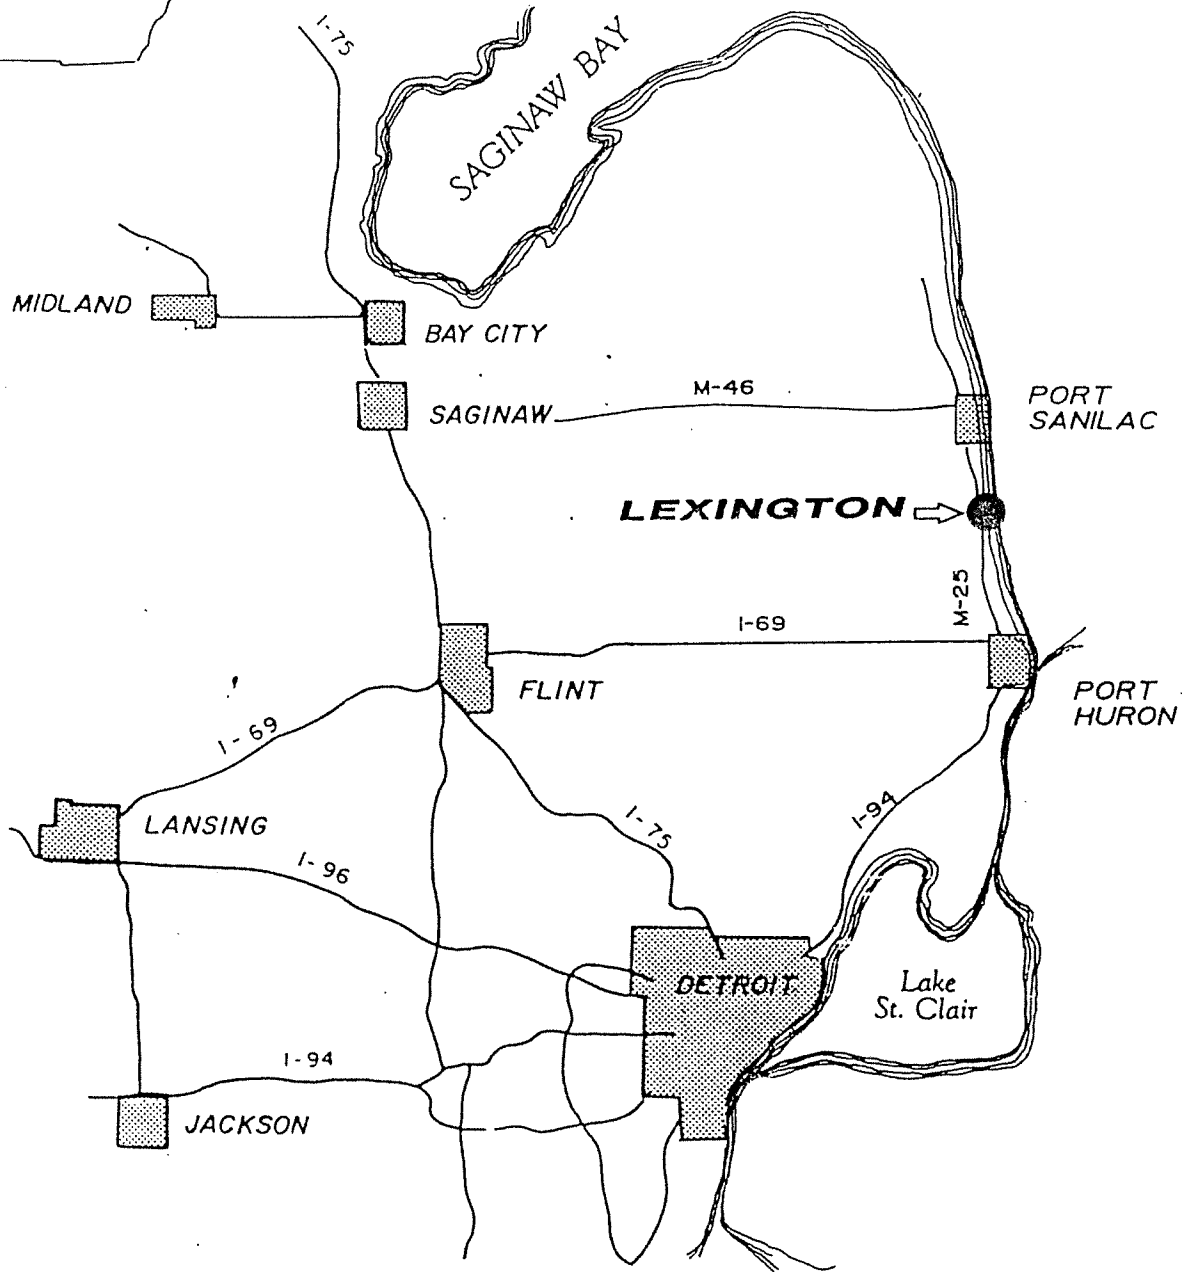 I-75
SAGINAW BAY
MIDLAND
BAY CITY
SAGINAW
M-46
PORT
SANILAC
LEXINGTON
M-25
I-69
FLINT
PORT
HURON
I-69
LANSING
I-75
I-94
I-96
DETROIT
Lake
St. Clair
I-94
JACKSON